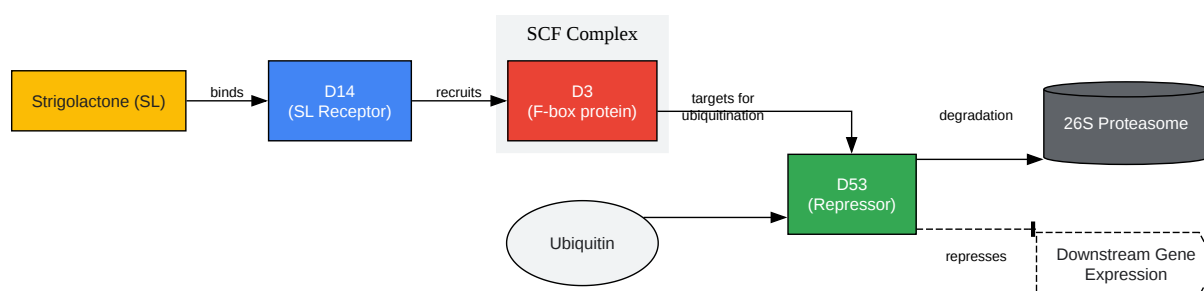 SCF Complex
Strigolactone (SL)
binds
D14
(SL Receptor)
recruits
D3
(F-box protein)
targets for
ubiquitination
degradation
26S Proteasome
D53
(Repressor)
Ubiquitin
represses
Downstream Gene
Expression